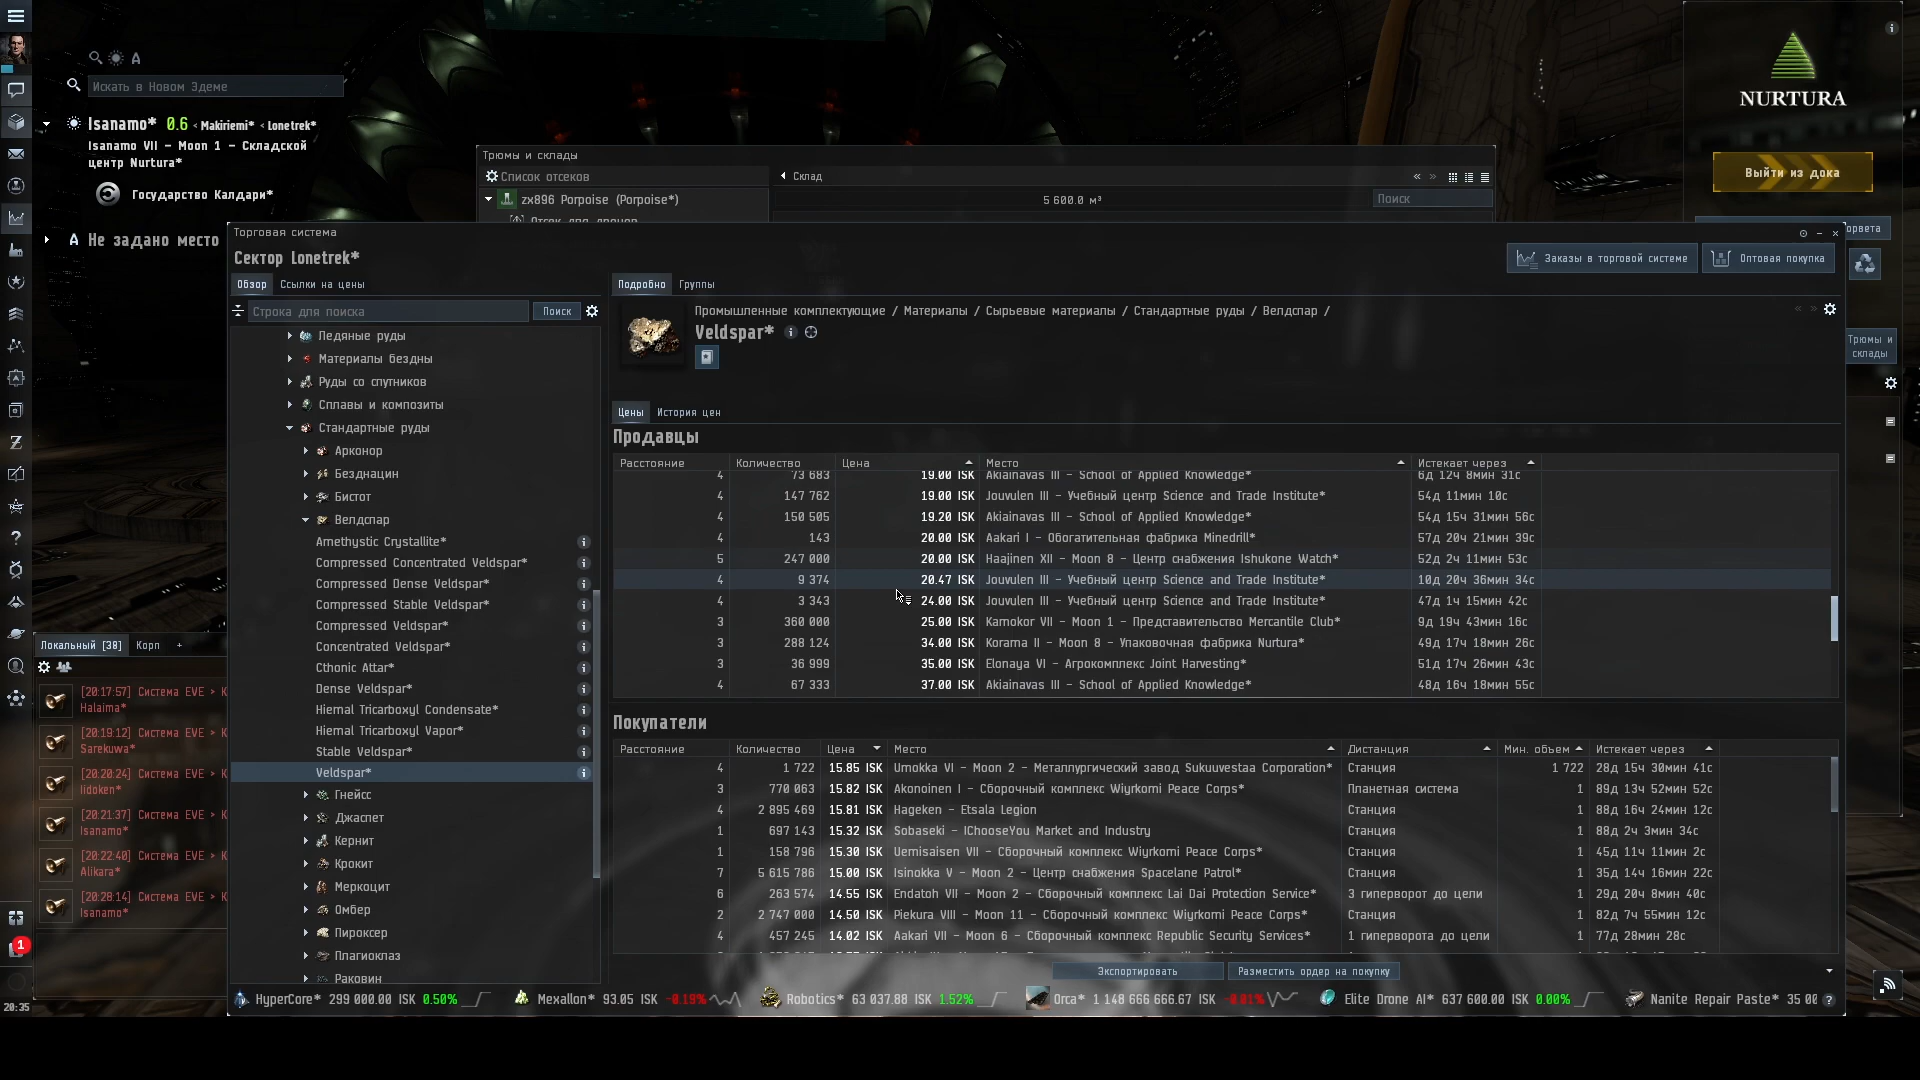 Искать в Новом Эдеме
Isanamo* 0.6 < Makiriemi* < Lonetrek*
Isanamo VII – Moon 1 – Складской
центр Nurtura*
Государство Калдари*
Не задано место
NURTURA
Выйти из дока
орвета
Трюмы и
склады
Трюмы и склады
Список отсеков
Склад
zx896 Porpoise (Porpoise*)
5 600.0 м³
Поиск
Торговая система
Сектор Lonetrek*
Заказы в торговой системе
Оптовая покупка
Обзор Ссылки на цены
Строка для поиска
Поиск
Ледяные руды
Материалы бездны
Руды со спутников
Сплавы и композиты
Стандартные руды
Арконор
Безднацин
Бистот
Велдспар
Amethystic Crystallite*
Compressed Concentrated Veldspar*
Compressed Dense Veldspar*
Compressed Stable Veldspar*
Compressed Veldspar*
Concentrated Veldspar*
Cthonic Attar*
Dense Veldspar*
Hiemal Tricarboxyl Condensate*
Hiemal Tricarboxyl Vapor*
Stable Veldspar*
Veldspar*
Гнейсс
Джаспет
Кернит
Крокит
Меркоцит
Омбер
Пироксер
Плагиоклаз
Раковин
Подробно Группы
Промышленные комплектующие / Материалы / Сырьевые материалы / Стандартные руды / Велдспар /
Veldspar*
Цены История цен
Продавцы
Расстояние Количество Цена Место Истекает через
4 73 683 19.00 ISK Akiainavas III – School of Applied Knowledge* 6д 12ч 8мин 31с
4 147 762 19.00 ISK Jouvulen III – Учебный центр Science and Trade Institute* 54д 11мин 10с
4 150 505 19.20 ISK Akiainavas III – School of Applied Knowledge* 54д 15ч 31мин 56с
4 143 20.00 ISK Aakari I – Обогатительная фабрика Minedrill* 57д 20ч 21мин 39с
5 247 000 20.00 ISK Haajinen XII – Moon 8 – Центр снабжения Ishukone Watch* 52д 2ч 11мин 53с
4 9 374 20.47 ISK Jouvulen III – Учебный центр Science and Trade Institute* 10д 20ч 36мин 34с
4 3 343 24.00 ISK Jouvulen III – Учебный центр Science and Trade Institute* 47д 1ч 15мин 42с
3 360 000 25.00 ISK Kamokor VII – Moon 1 – Представительство Mercantile Club* 9д 19ч 43мин 16с
3 288 124 34.00 ISK Korama II – Moon 8 – Упаковочная фабрика Nurtura* 49д 17ч 18мин 26с
3 36 999 35.00 ISK Elonaya VI – Агрокомплекс Joint Harvesting* 51д 17ч 26мин 43с
4 67 333 37.00 ISK Akiainavas III – School of Applied Knowledge* 48д 16ч 18мин 55с
Покупатели
Расстояние Количество Цена Место Дистанция Мин. объем Истекает через
4 1 722 15.85 ISK Umokka VI – Moon 2 – Металлургический завод Sukuuvestaa Corporation* Станция 1 722 28д 15ч 30мин 41с
3 770 063 15.82 ISK Akonoinen I – Сборочный комплекс Wiyrkomi Peace Corps* Планетная система 1 89д 13ч 52мин 52с
4 2 895 469 15.81 ISK Hageken – Etsala Legion Станция 1 88д 16ч 24мин 12с
1 697 143 15.32 ISK Sobaseki – IChooseYou Market and Industry Станция 1 88д 2ч 3мин 34с
1 158 796 15.30 ISK Uemisaisen VII – Сборочный комплекс Wiyrkomi Peace Corps* Станция 1 45д 11ч 11мин 2с
7 5 615 786 15.00 ISK Isinokka V – Moon 2 – Центр снабжения Spacelane Patrol* Станция 1 35д 14ч 16мин 22с
6 263 574 14.55 ISK Endatoh VII – Moon 2 – Сборочный комплекс Lai Dai Protection Service* 3 гиперворот до цели 1 29д 20ч 8мин 40с
2 2 747 000 14.50 ISK Piekura VIII – Moon 11 – Сборочный комплекс Wiyrkomi Peace Corps* Станция 1 82д 7ч 55мин 12с
4 457 245 14.02 ISK Aakari VII – Moon 6 – Сборочный комплекс Republic Security Services* 1 гиперворота до цели 1 77д 28мин 28с
Экспортировать Разместить ордер на покупку
Локальный [38] Корп +
[20:17:57] Система EVE > К
Halaima*
[20:19:12] Система EVE > К
Sarekuwa*
[20:20:24] Система EVE > К
Iidoken*
[20:21:37] Система EVE > К
Isanamo*
[20:22:40] Система EVE > К
Alikara*
[20:28:14] Система EVE > К
Isanamo*
1
20:35
HyperCore* 299 000.00 ISK 0.50% Mexallon* 93.05 ISK -0.19% Robotics* 63 037.88 ISK 1.52% Orca* 1 148 666 666.67 ISK -0.01% Elite Drone AI* 637 600.00 ISK 0.00% Nanite Repair Paste* 35 00